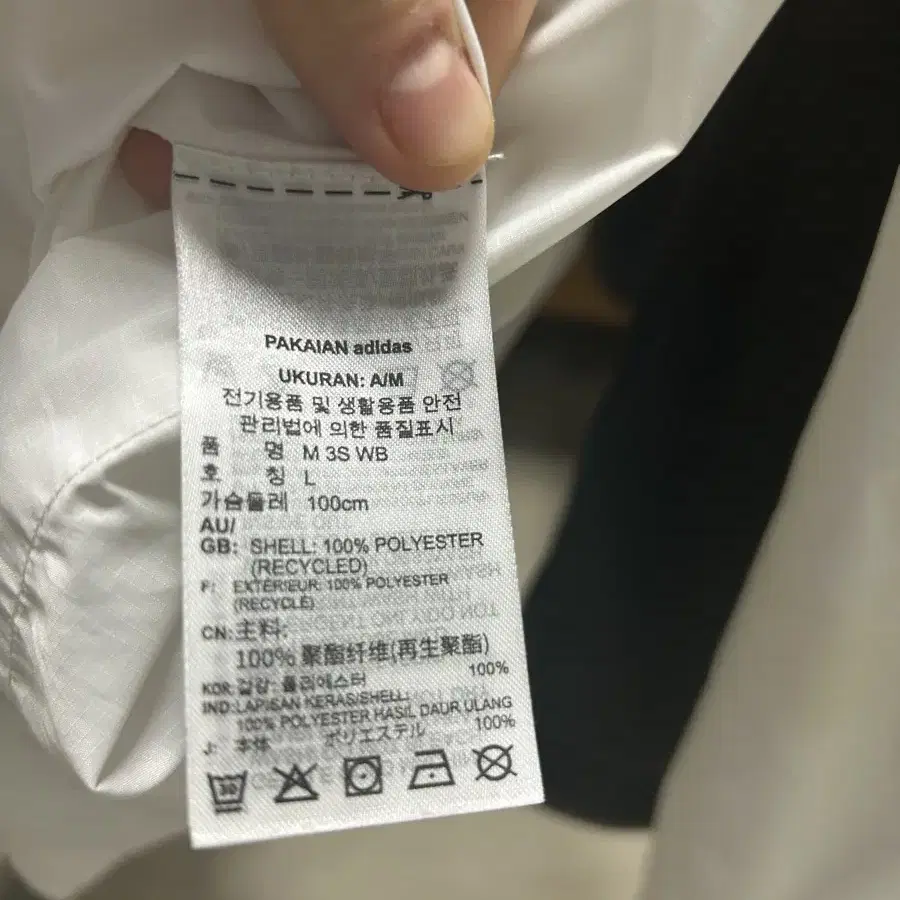 PAKAIAN adidas
UKURAN: A/M
전기용품 및 생활용품 안전
관리법에 의한 품질표시
품 명 M 3S WB
호 칭 L
가슴둘레 100cm
AU/
GB: SHELL: 100% POLYESTER
(RECYCLED)
F: EXTERIEUR: 100% POLYESTER
(RECYCLE)
CN: 主料:
100% 聚酯纤维(再生聚酯)
KOR: 겉감: 폴리에스터 100%
IND: LAPISAN KERAS/SHELL:
100% POLYESTER HASIL DAUR ULANG
J: 本体 ポリエステル 100%
30